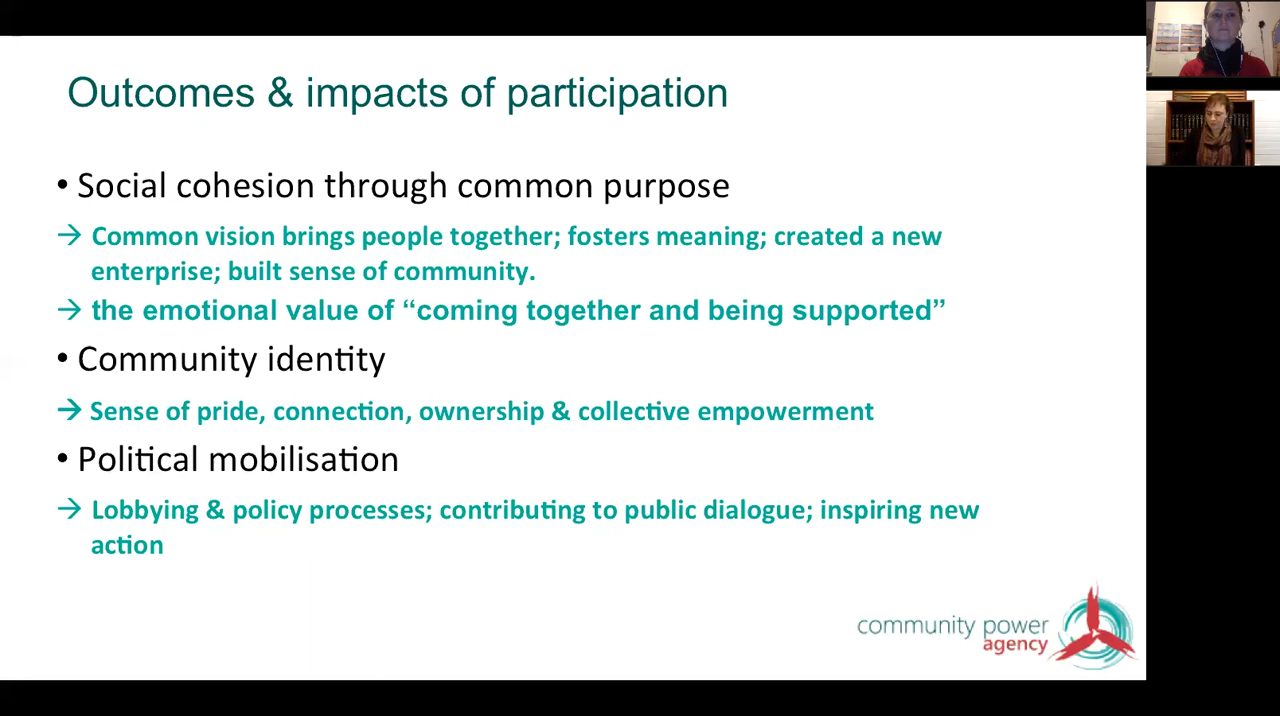 Outcomes & impacts of participation
• Social cohesion through common purpose
→ Common vision brings people together; fosters meaning; created a new
enterprise; built sense of community.
→ the emotional value of “coming together and being supported”
• Community identity
→ Sense of pride, connection, ownership & collective empowerment
• Political mobilisation
→ Lobbying & policy processes; contributing to public dialogue; inspiring new
action
community power
agency